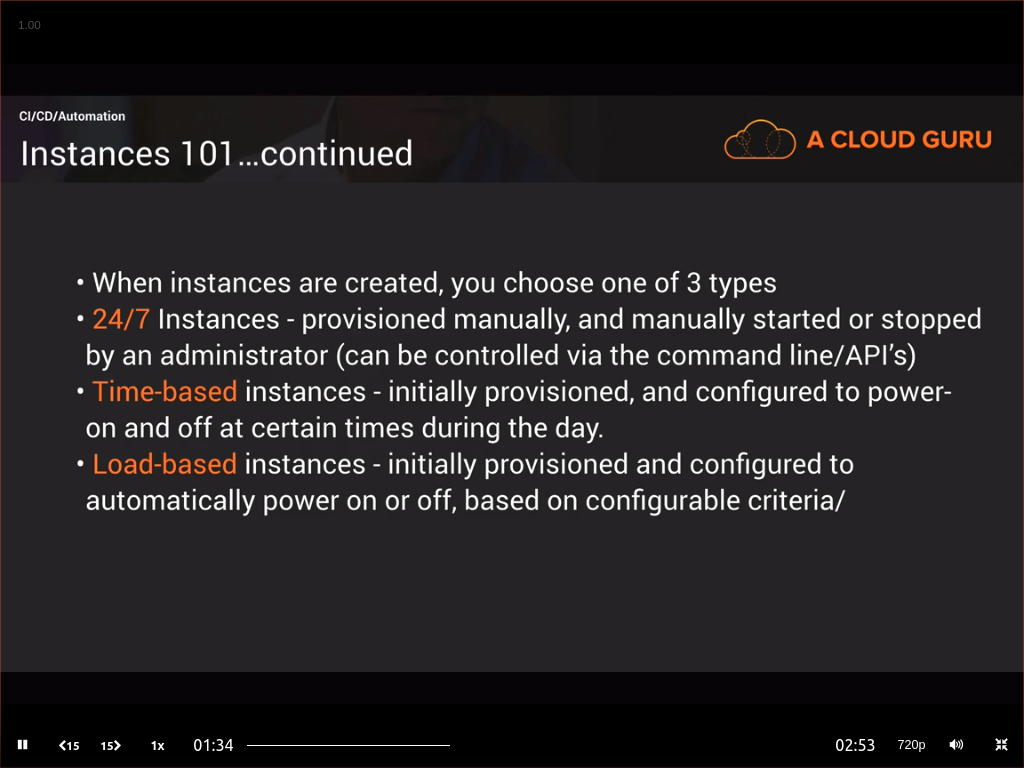 1.00
CI/CD/Automation
Instances 101...continued
A CLOUD GURU
• When instances are created, you choose one of 3 types
• 24/7 Instances - provisioned manually, and manually started or stopped
by an administrator (can be controlled via the command line/API's)
• Time-based instances - initially provisioned, and configured to power-
on and off at certain times during the day.
• Load-based instances - initially provisioned and configured to
automatically power on or off, based on configurable criteria/
15 15 1x 01:34 02:53 720p